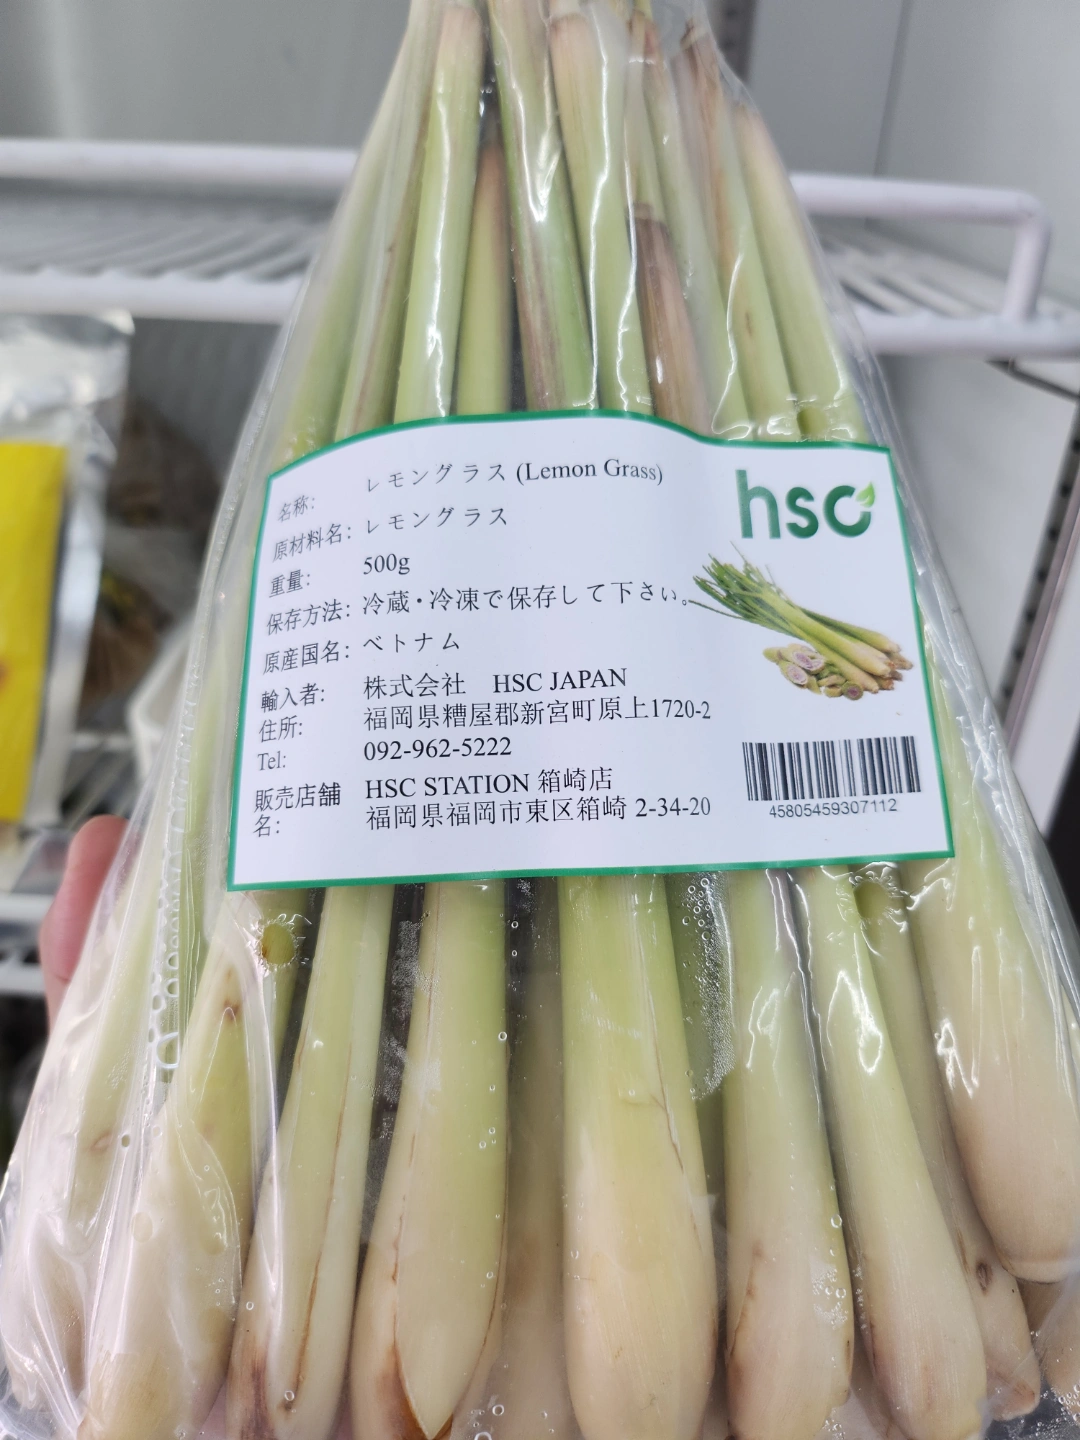 名称: レモングラス (Lemon Grass)
原材料名: レモングラス
重量: 500g
保存方法: 冷蔵・冷凍で保存して下さい。
原産国名: ベトナム
輸入者: 株式会社 HSC JAPAN
住所: 福岡県糟屋郡新宮町原上1720-2
Tel: 092-962-5222
販売店舗名: HSC STATION 箱崎店
福岡県福岡市東区箱崎 2-34-20
hsc
45805459307112